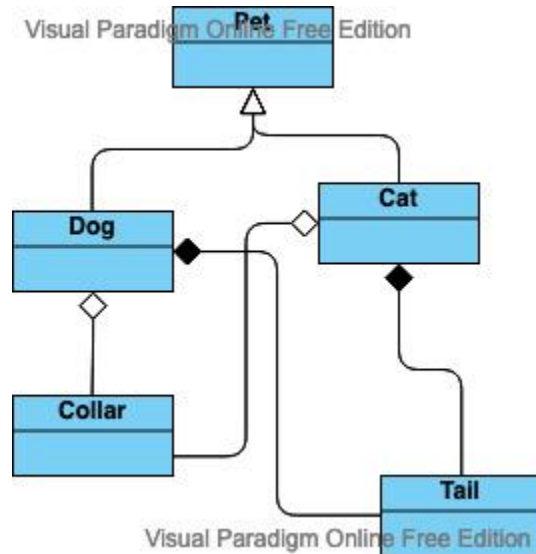 Pet
Visual Paradigm Online Free Edition
Cat
Dog
Collar
Tail
Visual Paradigm Online Free Edition